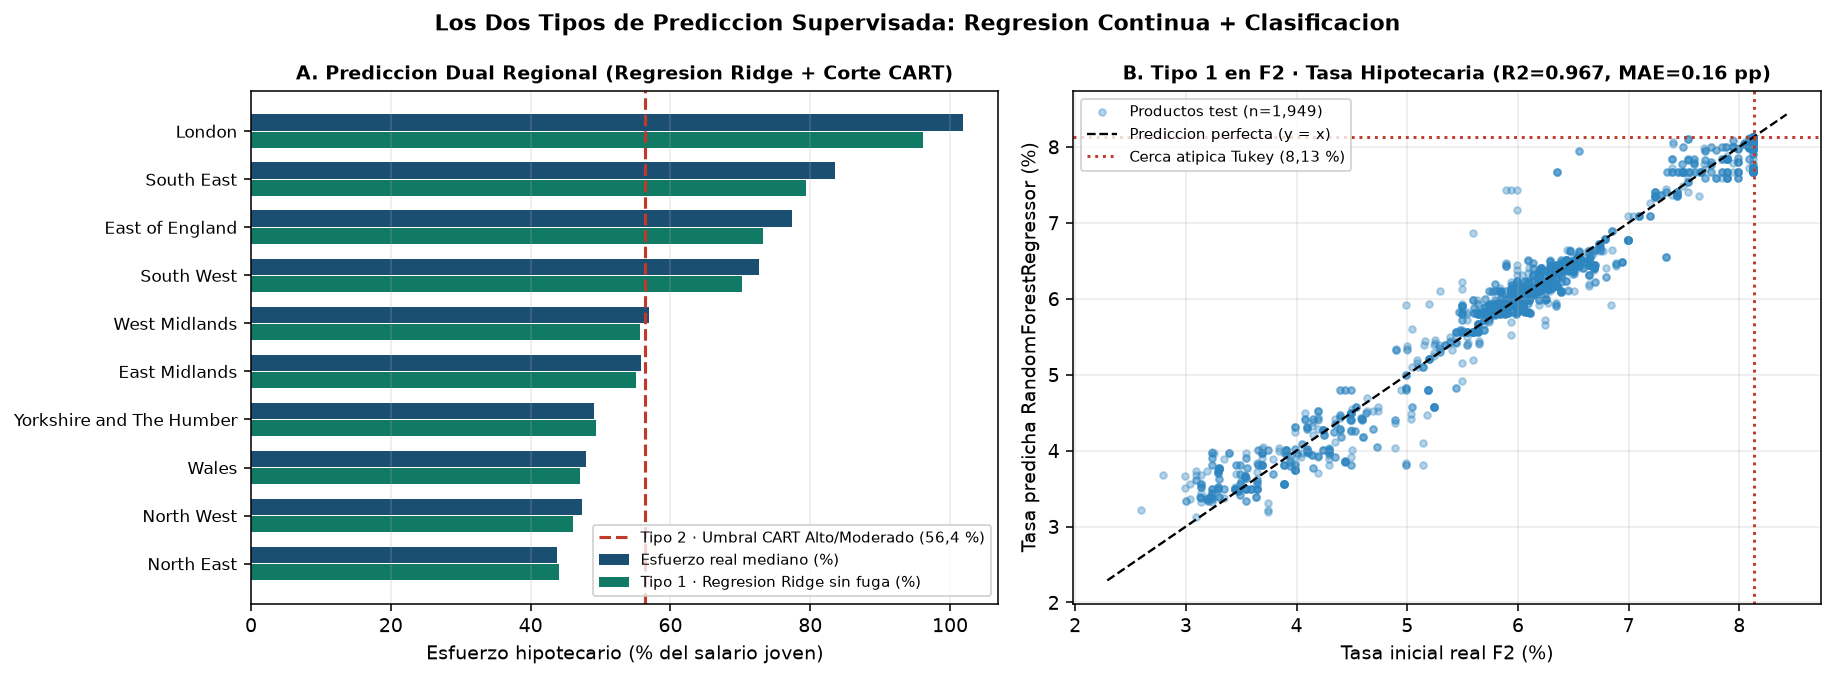 Los Dos Tipos de Prediccion Supervisada: Regresion Continua + Clasificacion
A. Prediccion Dual Regional (Regresion Ridge + Corte CART)
London
South East
East of England
South West
West Midlands
East Midlands
Yorkshire and The Humber
Wales
North West
North East
Tipo 2 · Umbral CART Alto/Moderado (56,4 %)
Esfuerzo real mediano (%)
Tipo 1 · Regresion Ridge sin fuga (%)
0 20 40 60 80 100
Esfuerzo hipotecario (% del salario joven)
B. Tipo 1 en F2 · Tasa Hipotecaria (R2=0.967, MAE=0.16 pp)
Productos test (n=1,949)
Prediccion perfecta (y = x)
Cerca atipica Tukey (8,13 %)
Tasa predicha RandomForestRegressor (%)
8
7
6
5
4
3
2
2 3 4 5 6 7 8
Tasa inicial real F2 (%)